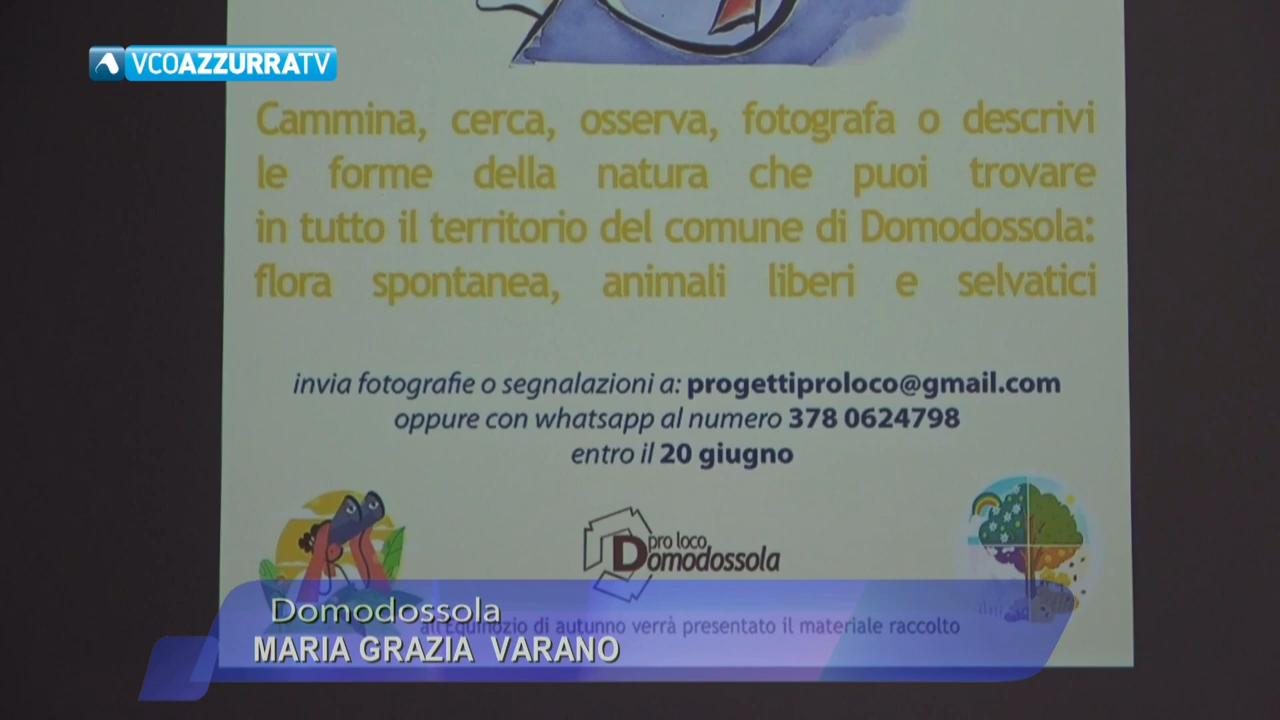 VCOAZZURRATV
Cammina, cerca, osserva, fotografa o descrivi
le forme della natura che puoi trovare
in tutto il territorio del comune di Domodossola:
flora spontanea, animali liberi e selvatici
invia fotografie o segnalazioni a: progettiproloco@gmail.com
oppure con whatsapp al numero 378 0624798
entro il 20 giugno
pro loco
Domodossola
Domodossola
all'Equinozio di autunno verrà presentato il materiale raccolto
MARIA GRAZIA VARANO